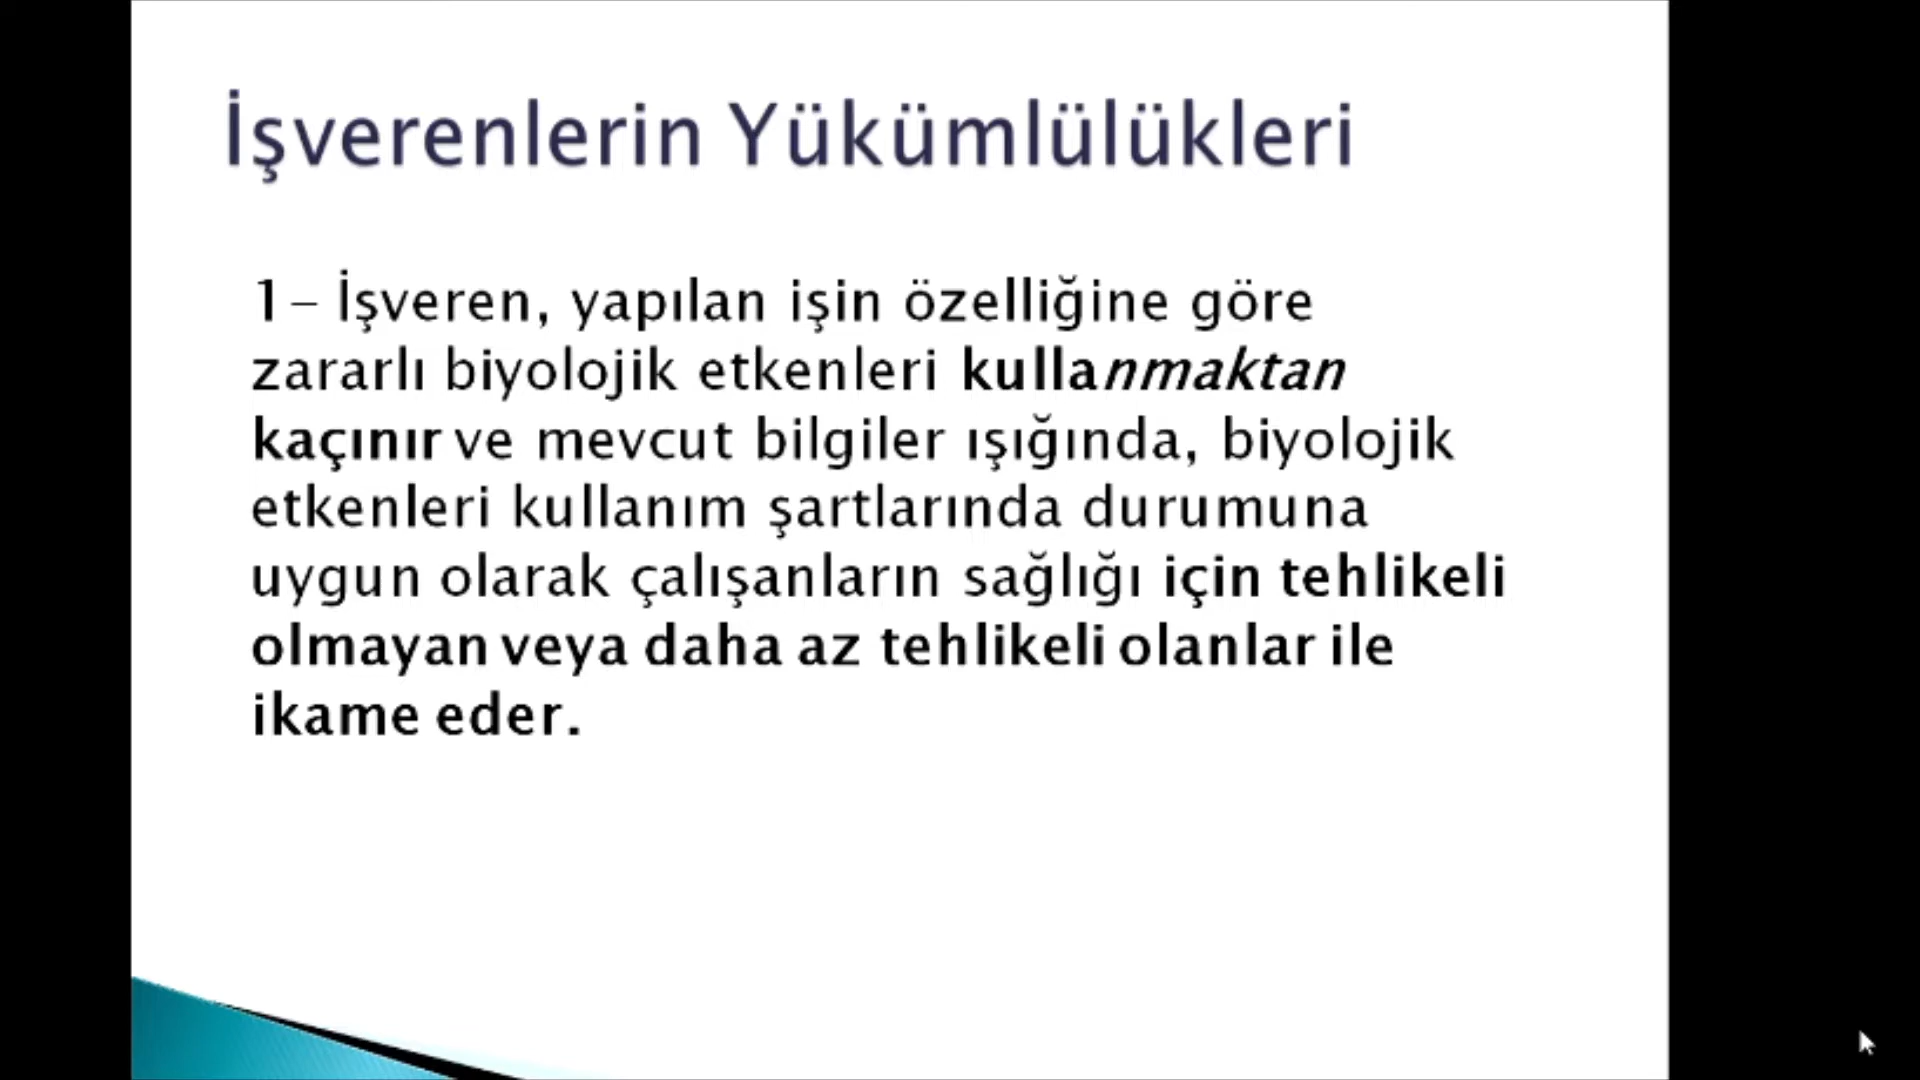 İşverenlerin Yükümlülükleri
1- İşveren, yapılan işin özelliğine göre
zararlı biyolojik etkenleri kullanmaktan
kaçınır ve mevcut bilgiler ışığında, biyolojik
etkenleri kullanım şartlarında durumuna
uygun olarak çalışanların sağlığı için tehlikeli
olmayan veya daha az tehlikeli olanlar ile
ikame eder.